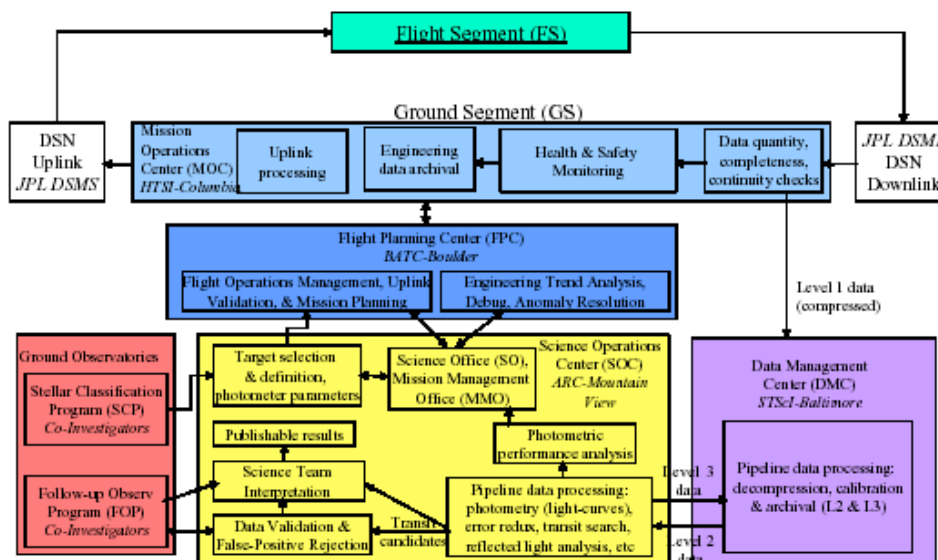 Flight Segment (FS)
Ground Segment (GS)
DSN
Uplink
JPL DSMS
Mission
Operations
Center (MOC)
HTSI-Columbia
Uplink
processing
Engineering
data archival
Health & Safety
Monitoring
Data quantity,
completeness,
continuity checks
JPL DSMS
DSN
Downlink
Flight Planning Center (FPC)
BATC-Boulder
Flight Operations Management, Uplink
Validation, & Mission Planning
Engineering Trend Analysis,
Debug, Anomaly Resolution
Level 1 data
(compressed)
Ground Observatories
Stellar Classification
Program (SCP)
Co-Investigators
Follow-up Observ
Program (FOP)
Co-Investigators
Target selection
& definition,
photometer parameters
Science Office (SO),
Mission Management
Office (MMO)
Science Operations
Center (SOC)
ARC-Mountain
View
Publishable results
Science Team
Interpretation
Data Validation &
False-Positive Rejection
Transit
candidates
Photometric
performance analysis
Pipeline data processing:
photometry (light-curves),
error redux, transit search,
reflected light analysis, etc
Level 3
data
Level 2
data
Data Management
Center (DMC)
STScI-Baltimore
Pipeline data processing:
decompression, calibration
& archival (L2 & L3)